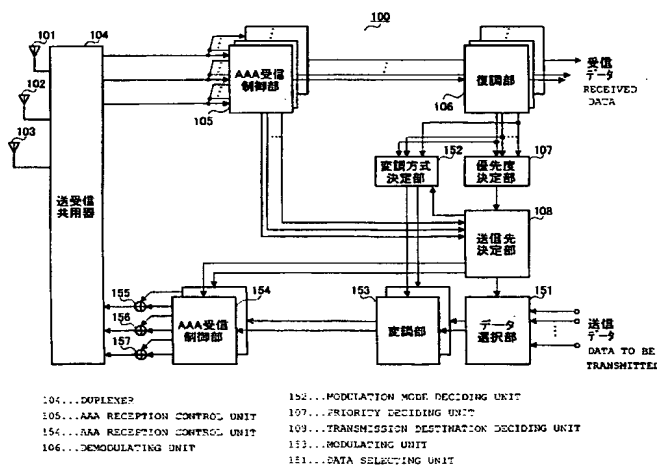 100
101
104
102
103
送受信
共用器
AAA受信
制御部
105
復調部
106
受信
データ
RECEIVED
DATA
変調方式
決定部
152
優先度
決定部
107
送信先
決定部
108
155
156
157
AAA受信
制御部
154
153
変調部
151
データ
選択部
送信
データ
DATA TO BE
TRANSMITTED
104...DUPLEXER
105...AAA RECEPTION CONTROL UNIT
154...AAA RECEPTION CONTROL UNIT
106...DEMODULATING UNIT
152...MODULATION MODE DECIDING UNIT
107...PRIORITY DECIDING UNIT
109...TRANSMISSION DESTINATION DECIDING UNIT
153...MODULATING UNIT
151...DATA SELECTING UNIT